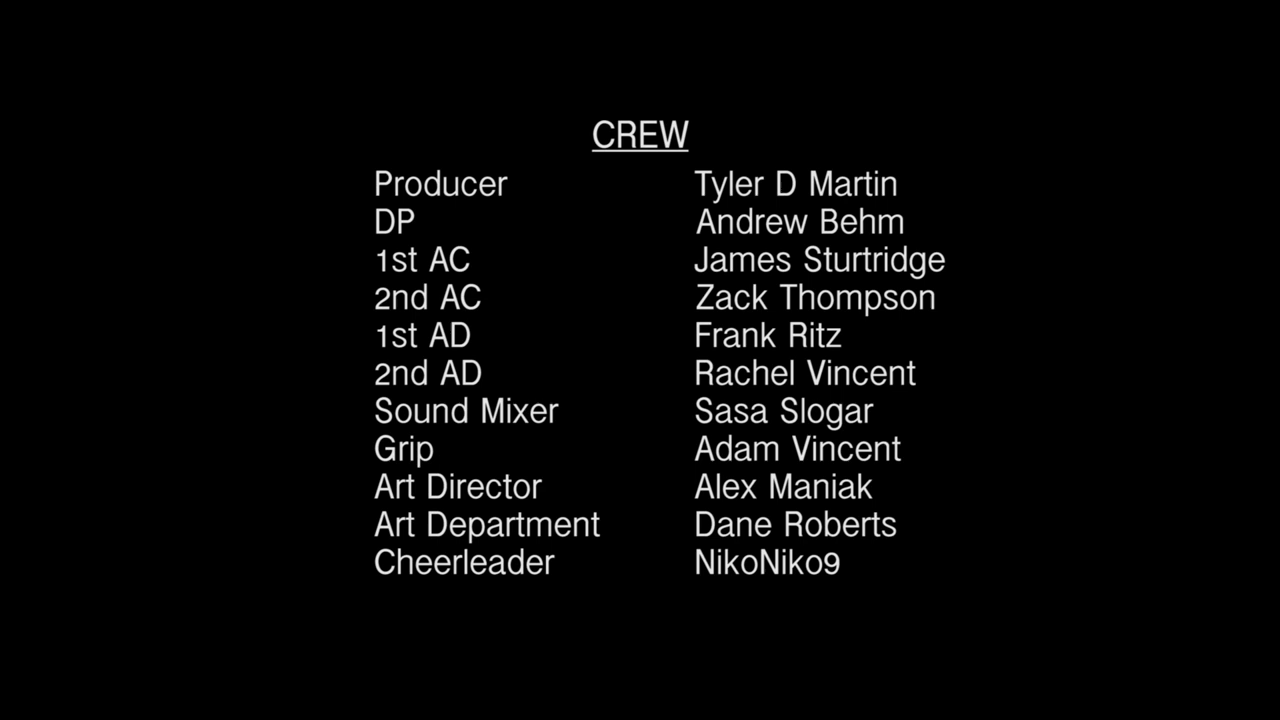 CREW
Producer Tyler D Martin
DP Andrew Behm
1st AC James Sturtridge
2nd AC Zack Thompson
1st AD Frank Ritz
2nd AD Rachel Vincent
Sound Mixer Sasa Slogar
Grip Adam Vincent
Art Director Alex Maniak
Art Department Dane Roberts
Cheerleader NikoNiko9